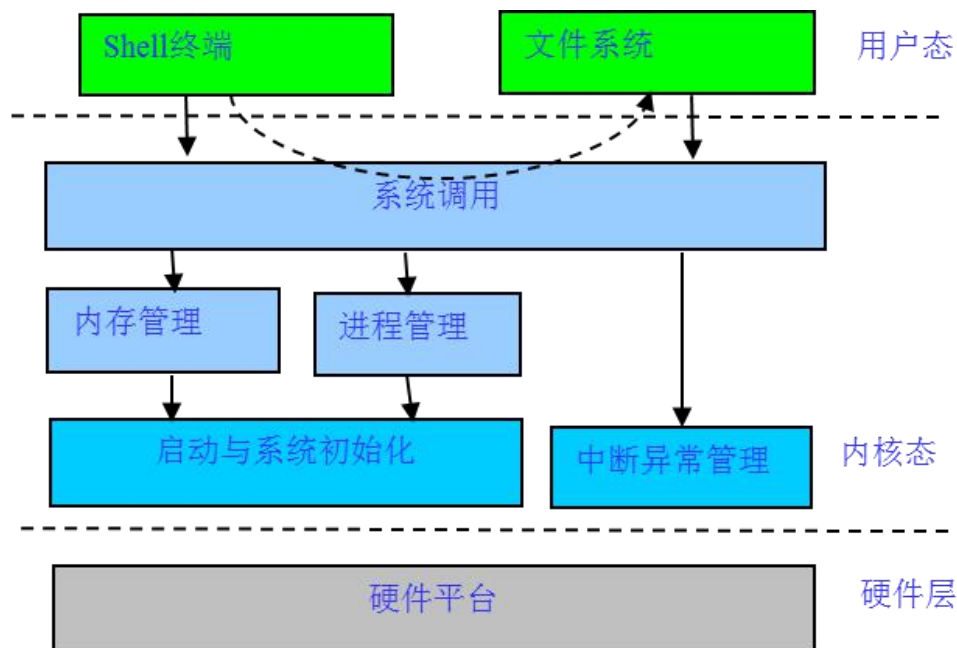 Shell终端
文件系统
用户态
系统调用
内存管理
进程管理
启动与系统初始化
中断异常管理
内核态
硬件平台
硬件层